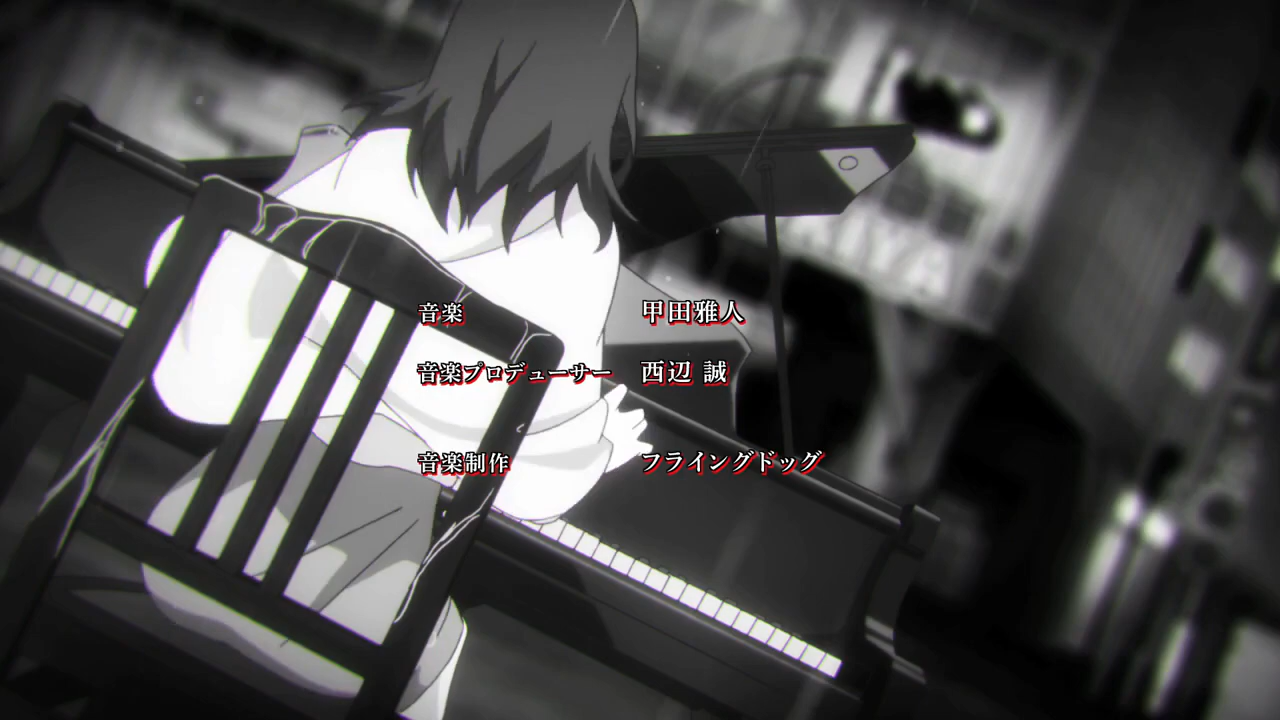 音楽 甲田雅人
音楽プロデューサー 西辺 誠
音楽制作 フライングドッグ